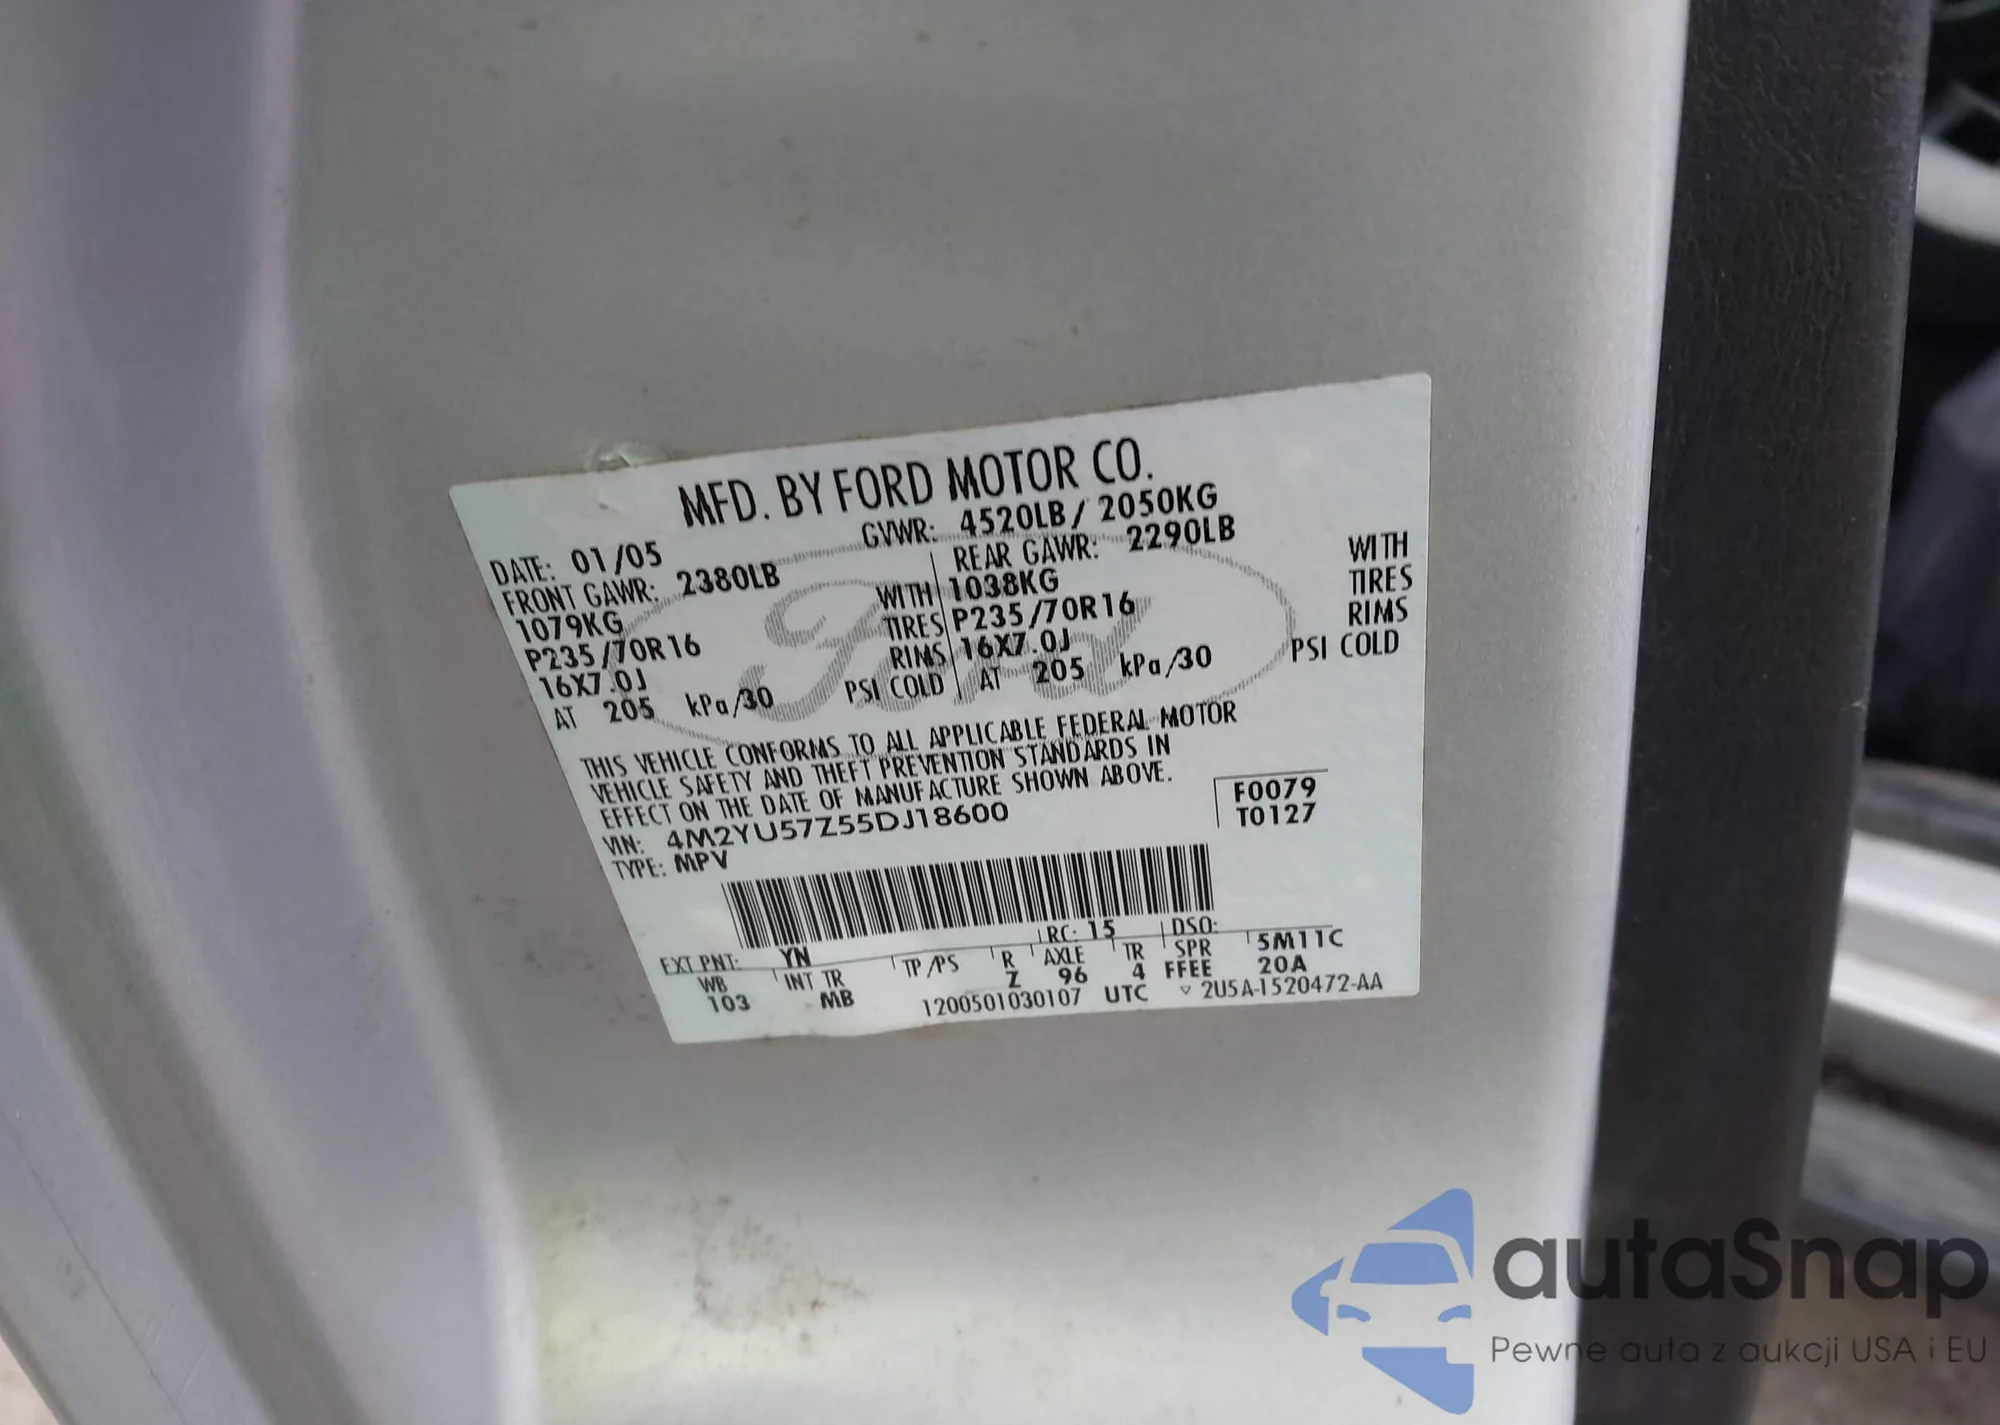 MFD. BY FORD MOTOR CO.
DATE: 01/05 GVWR: 4520LB/ 2050KG
FRONT GAWR: 2380LB REAR GAWR: 2290LB
1079KG WITH 1038KG WITH
P235/70R16 TIRES P235/70R16 TIRES
16X7.0J RIMS 16X7.0J RIMS
AT 205 kPa/30 PSI COLD AT 205 kPa/30 PSI COLD
Ford
THIS VEHICLE CONFORMS TO ALL APPLICABLE FEDERAL MOTOR
VEHICLE SAFETY AND THEFT PREVENTION STANDARDS IN
EFFECT ON THE DATE OF MANUFACTURE SHOWN ABOVE.
VIN: 4M2YU57Z55DJ18600
TYPE: MPV
F0079
T0127
EXT PNT: YN RC: 15 DSO:
WB INT TR TP/PS R AXLE TR SPR 5M11C
103 MB Z 96 4 FFEE 20A
1200501030107 UTC ▽ 2U5A-1520472-AA
autaSnap
Pewne auta z aukcji USA i EU